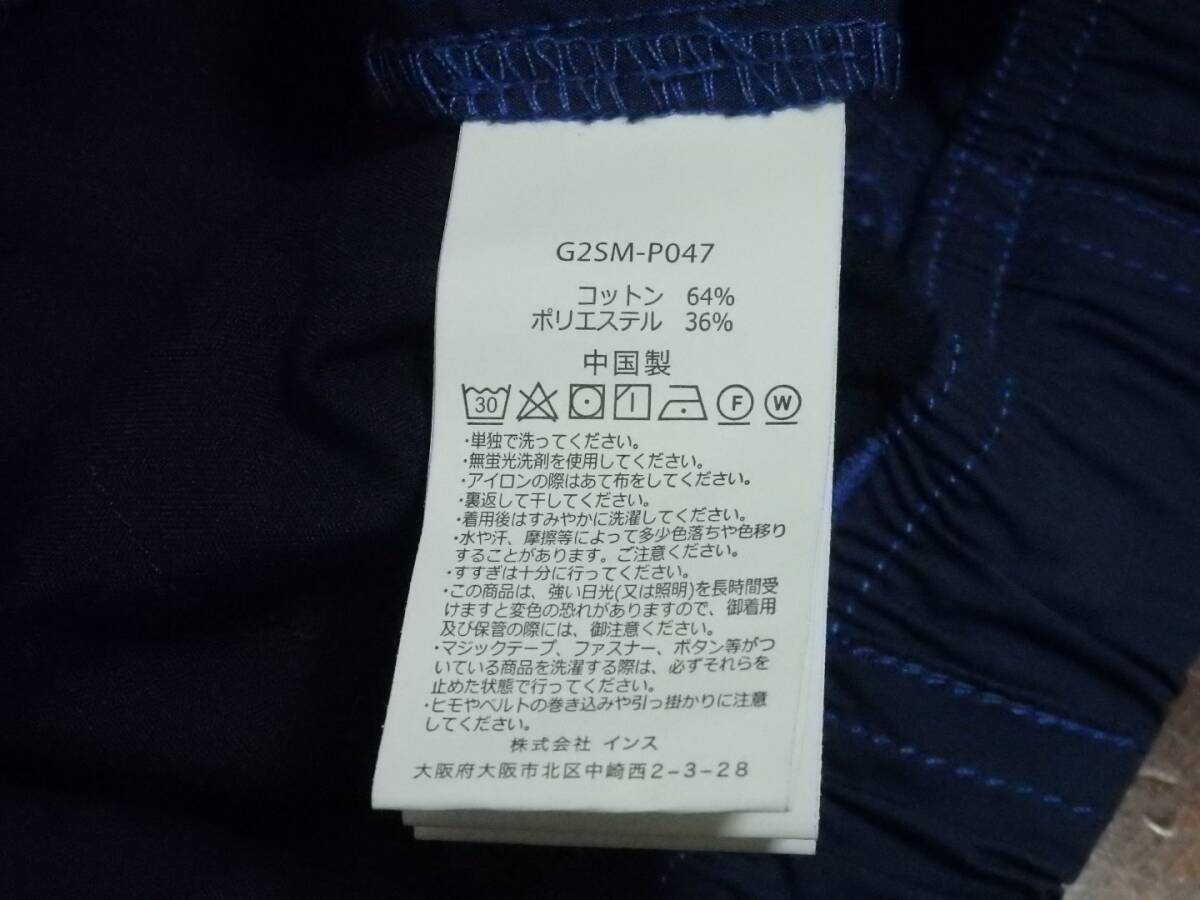 G2SM-P047
コットン 64%
ポリエステル 36%
中国製
30 F W
・単独で洗ってください。
・無蛍光洗剤を使用してください。
・アイロンの際はあて布をしてください。
・裏返して干してください。
・着用後はすみやかに洗濯してください。
・水や汗、摩擦等によって多少色落ちや色移り
することがあります。ご注意ください。
・すすぎは十分に行ってください。
・この商品は、強い日光(又は照明)を長時間受
けますと変色の恐れがありますので、御着用
及び保管の際には、御注意ください。
・マジックテープ、ファスナー、ボタン等がつ
いている商品を洗濯する際は、必ずそれらを
止めた状態で行ってください。
・ヒモやベルトの巻き込みや引っ掛かりに注意
してください。
株式会社 インス
大阪府大阪市北区中崎西2-3-28